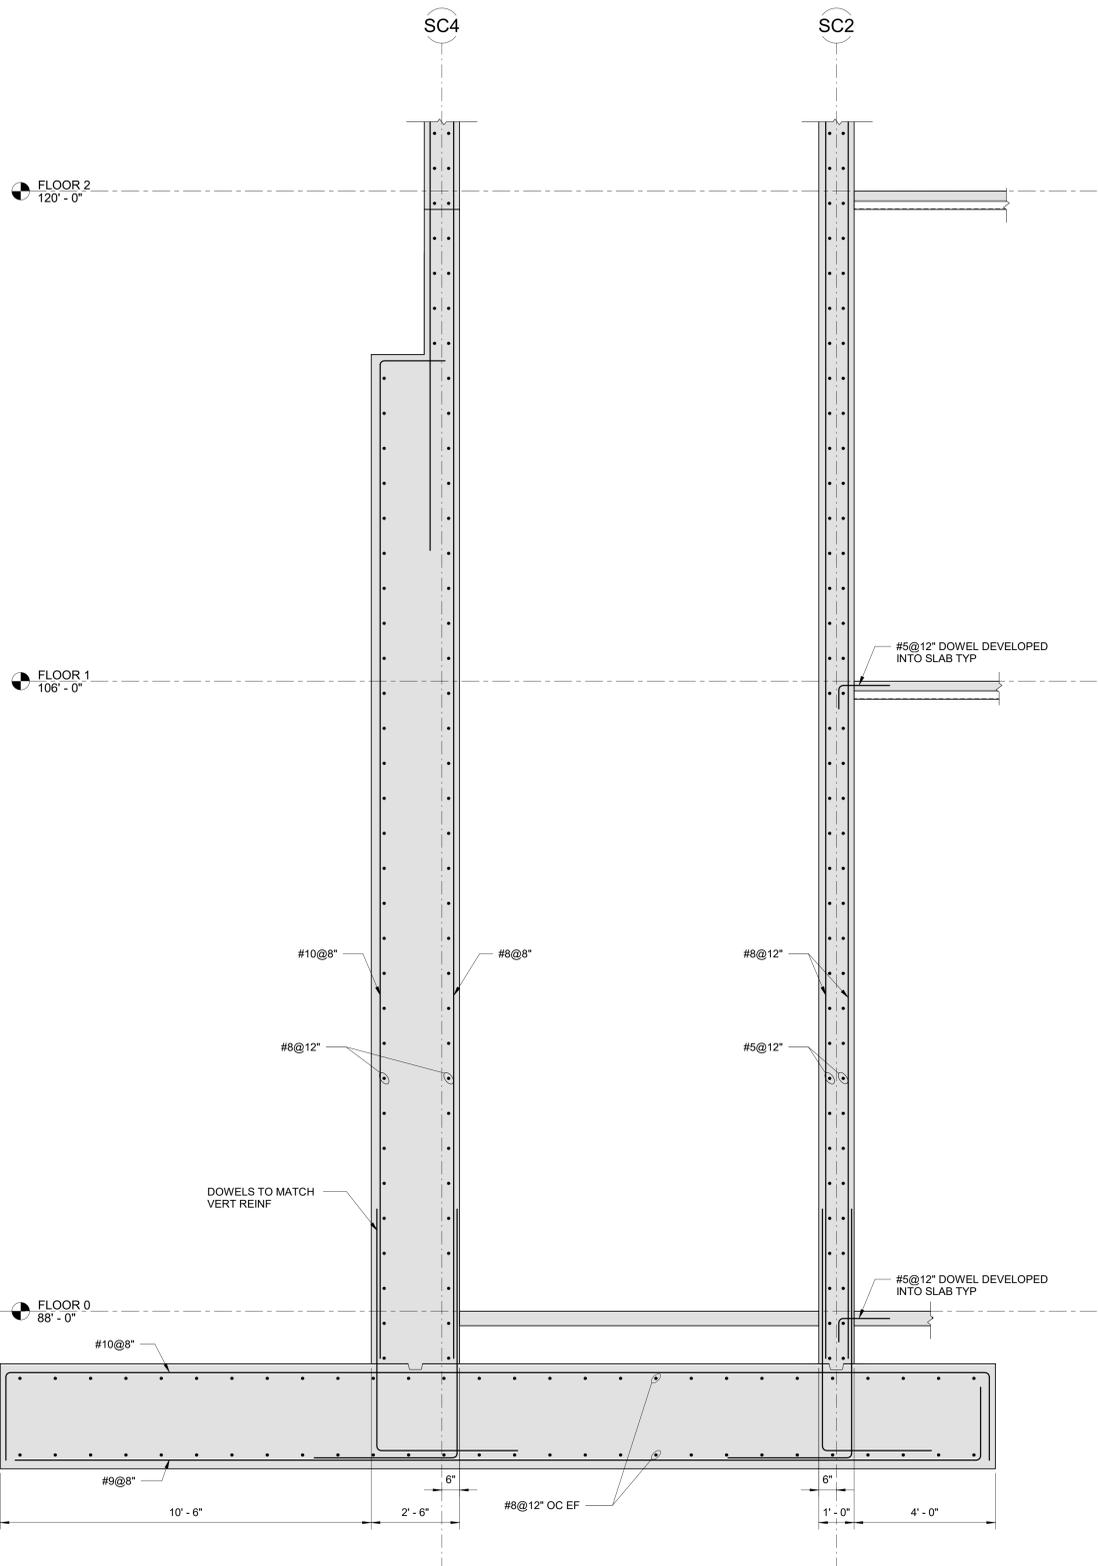 SC4
SC2
FLOOR 2
120' - 0"
#5@12" DOWEL DEVELOPED
INTO SLAB TYP
FLOOR 1
106' - 0"
#10@8"
#8@8"
#8@12"
#8@12"
#5@12"
DOWELS TO MATCH
VERT REINF
#5@12" DOWEL DEVELOPED
INTO SLAB TYP
FLOOR 0
88' - 0"
#10@8"
#9@8"
6"
6"
#8@12" OC EF
10' - 6"
2' - 6"
1' - 0"
4' - 0"